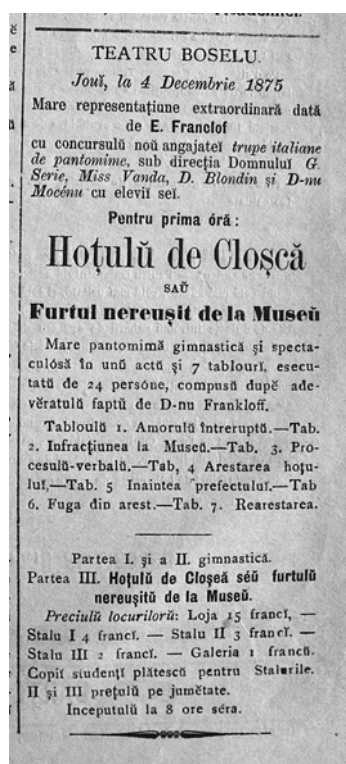 TEATRU BOSELU.
Jouĭ, la 4 Decembrie 1875
Mare representațiune extraordinară dată
de E. Franclof
cu concursulŭ noŭ angajateĭ trupe italiane
de pantomime, sub direcția Domnuluĭ G.
Serie, Miss Vanda, D. Blondin și D-nu
Mocénu cu elevii seĭ.
Pentru prima óră :
Hoțulŭ de Cloșcă
SAŬ
Furtul nereușit de la Museŭ
Mare pantomimă gimnastică și specta-
culósă în unŭ actŭ și 7 tablourĭ, esecu-
tată de 24 persóne, compusă după ade-
vĕratulŭ faptŭ de D-nu Frankloff.
Tabloulŭ 1. Amorulŭ întreruptŭ.—Tab.
2. Infracțiunea la Museŭ.—Tab. 3. Pro-
cesulŭ-verbalŭ.—Tab, 4 Arestarea hoțu-
luĭ,—Tab. 5 Inaintea prefectuluĭ.—Tab
6. Fuga din arest.—Tab. 7. Rearestarea.
Partea I. și a II. gimnastică.
Partea III. Hoțulŭ de Cloșeă séŭ furtulŭ
nereușitŭ de la Museŭ.
Preciulŭ locurilorŭ: Loja 15 francĭ, —
Stalu I 4 francĭ. — Stalu II 3 francĭ. —
Stalu III 2 francĭ. — Galeria 1 francŭ.
Copiĭ studențĭ plătescŭ pentru Stalurile.
II și III prețulŭ pe jumĕtate.
Inceputulŭ la 8 ore séra.